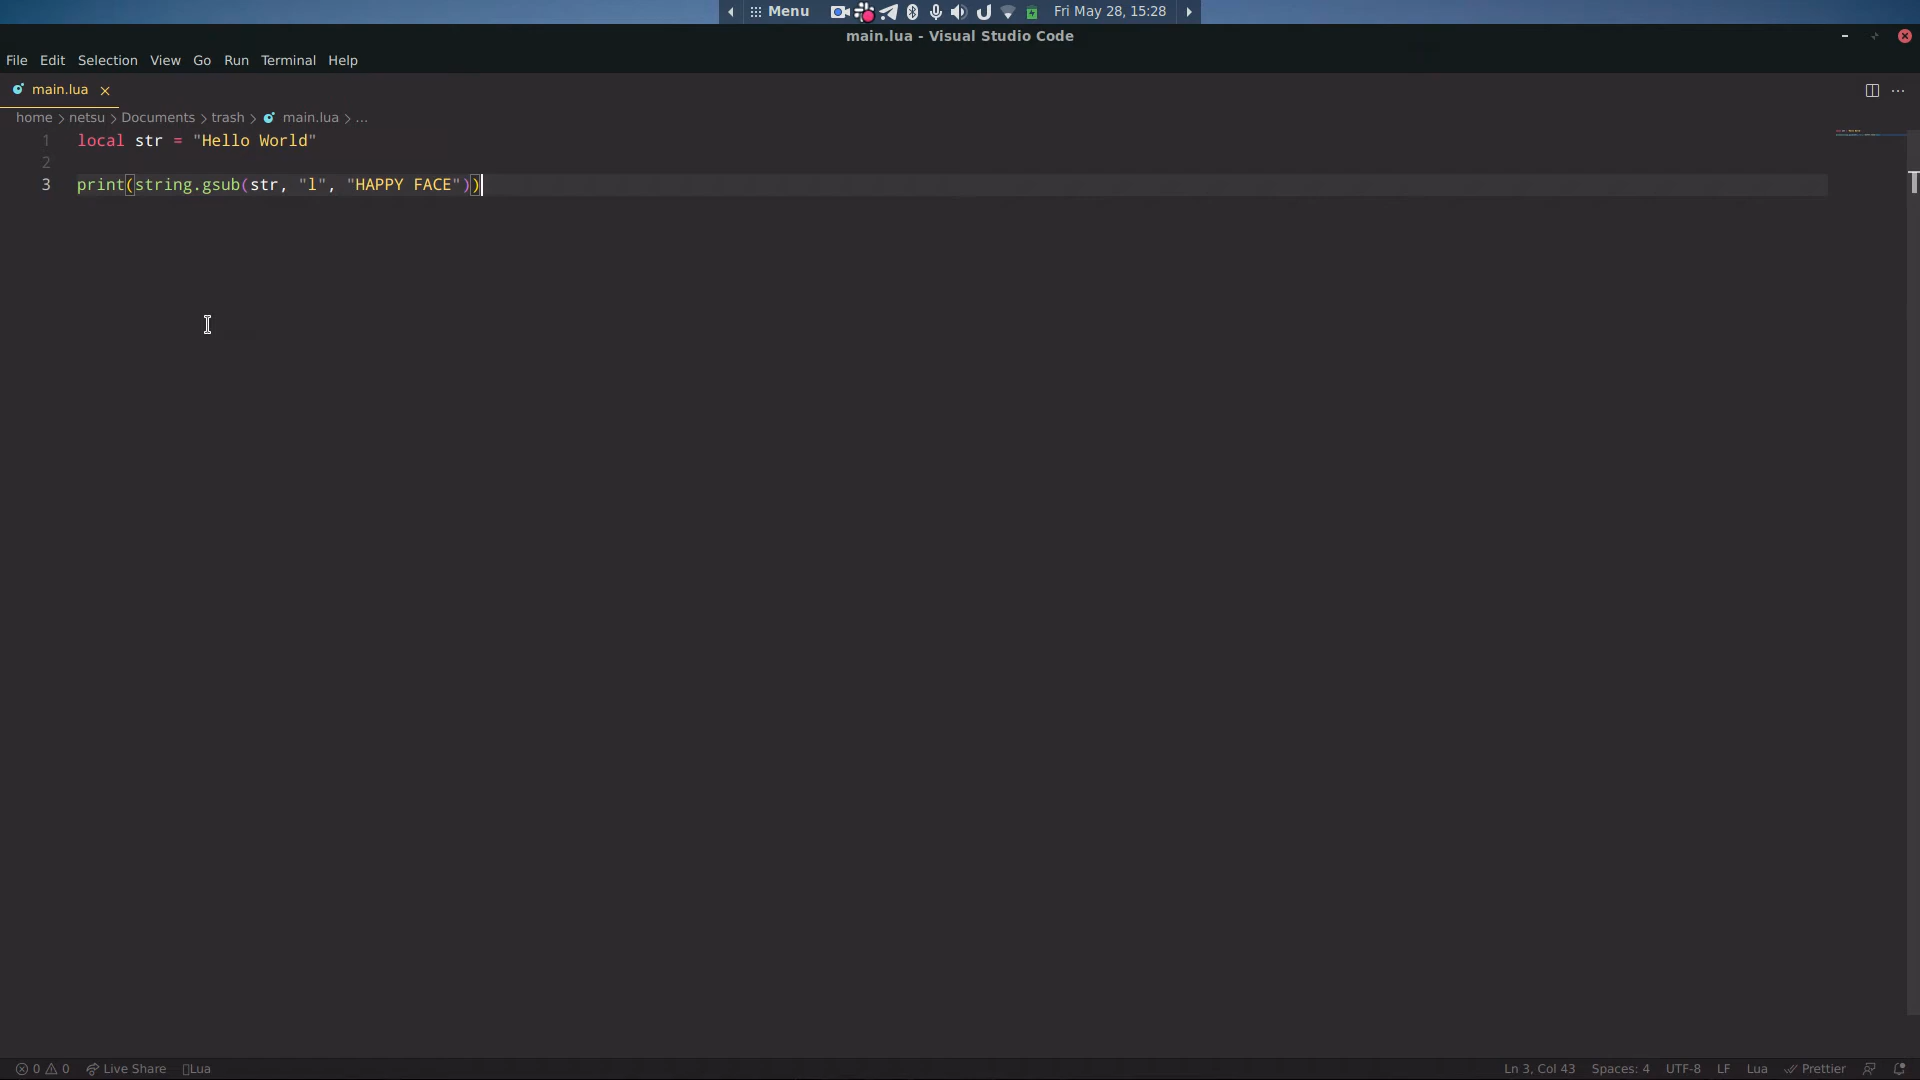 Menu Fri May 28, 15:28
main.lua - Visual Studio Code
File Edit Selection View Go Run Terminal Help
main.lua
home > netsu > Documents > trash > main.lua > ...
1 local str = "Hello World"
2
3 print(string.gsub(str, "l", "HAPPY FACE"))
0 0 Live Share Lua Ln 3, Col 43 Spaces: 4 UTF-8 LF Lua Prettier